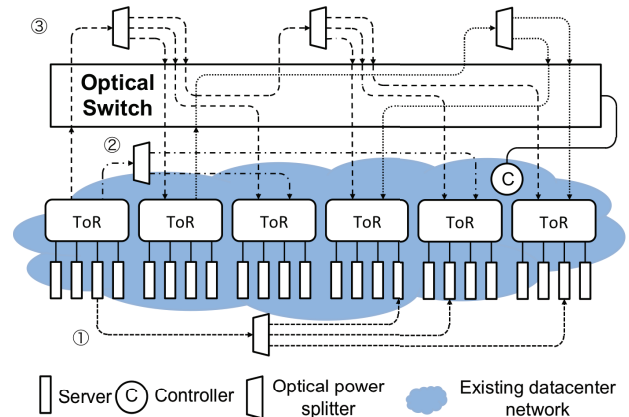 ③
Optical
Switch
②
C
ToR ToR ToR ToR ToR ToR
①
Server
C
Controller
Optical power
splitter
Existing datacenter
network